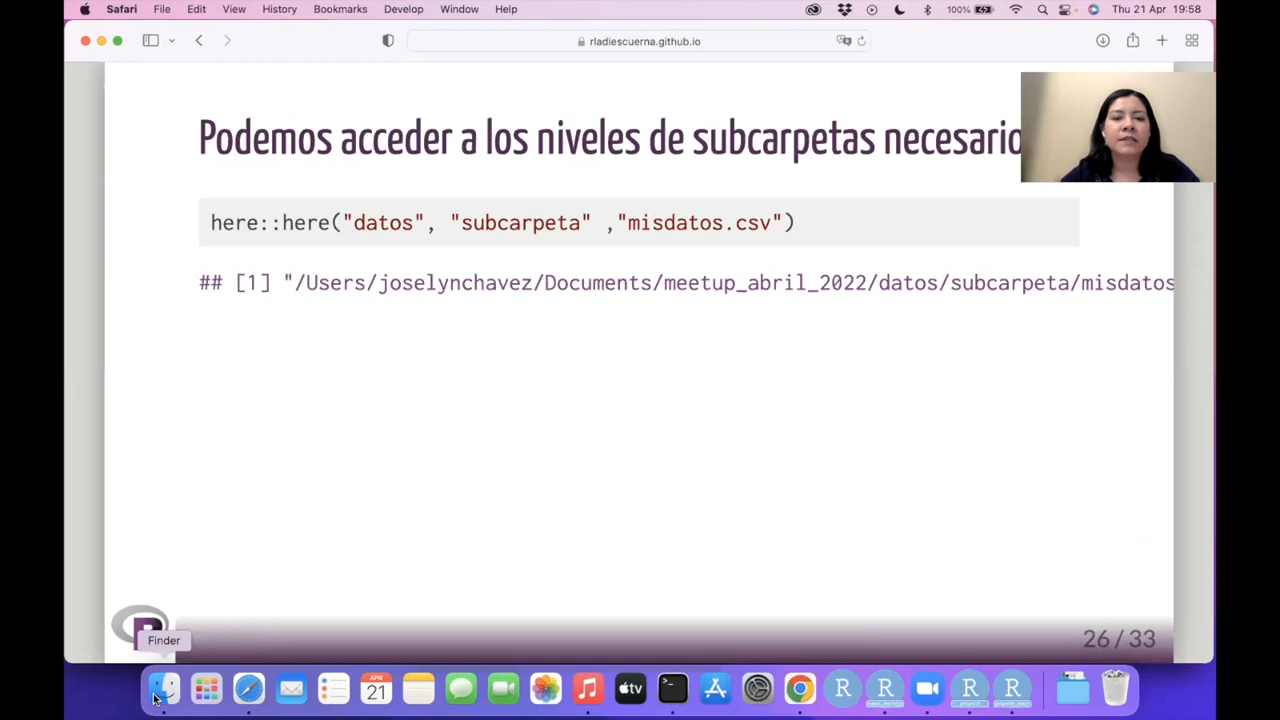 Safari File Edit View History Bookmarks Develop Window Help 100% Thu 21 Apr 19:58
rladiescuerna.github.io
Podemos acceder a los niveles de subcarpetas necesario
here::here("datos", "subcarpeta" ,"misdatos.csv")
## [1] "/Users/joselynchavez/Documents/meetup_abril_2022/datos/subcarpeta/misdatos
26 / 33
Finder
APR
21
tv
R R R R